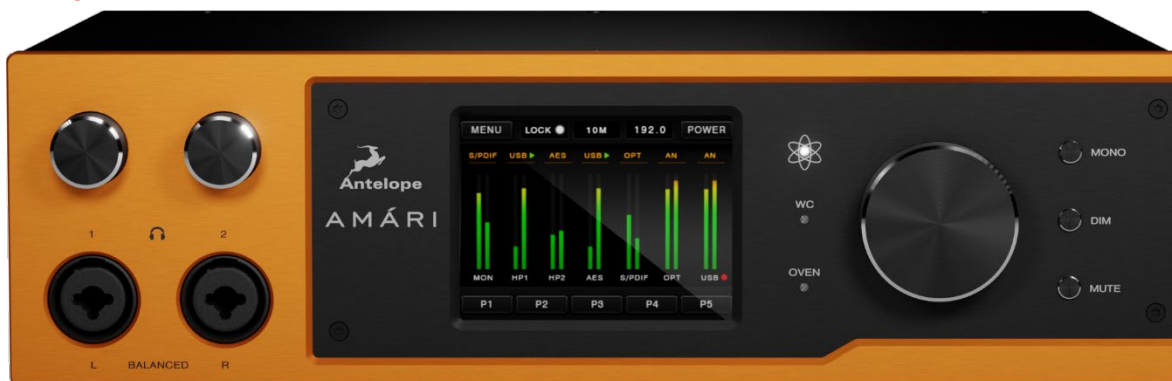 Antelope
AMÁRI
1 2
L BALANCED R
MENU LOCK 10M 192.0 POWER
S/PDIF USB AES USB OPT AN AN
MON HP1 HP2 AES S/PDIF OPT USB
P1 P2 P3 P4 P5
WC
OVEN
MONO
DIM
MUTE